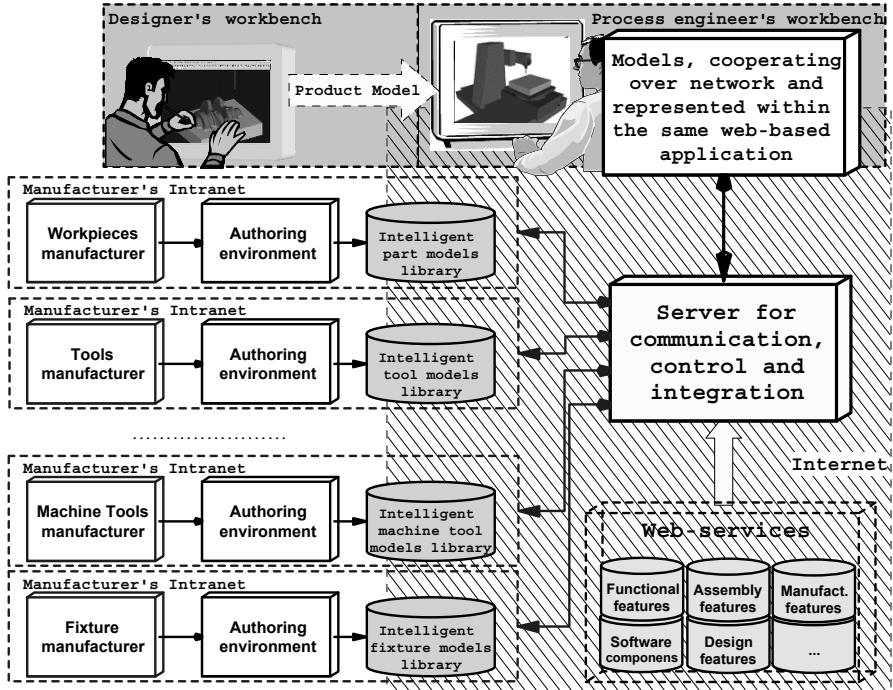 Designer's workbench
Process engineer's workbench
Product Model
Models, cooperating
over network and
represented within
the same web-based
application
Manufacturer's Intranet
Workpieces
manufacturer
Authoring
environment
Intelligent
part models
library
Manufacturer's Intranet
Tools
manufacturer
Authoring
environment
Intelligent
tool models
library
Server for
communication,
control and
integration
.......................
Internet
Manufacturer's Intranet
Machine Tools
manufacturer
Authoring
environment
Intelligent
machine tool
models library
Manufacturer's Intranet
Fixture
manufacturer
Authoring
environment
Intelligent
fixture models
library
Web-services
Functional
features
Assembly
features
Manufact.
features
Software
componens
Design
features
...